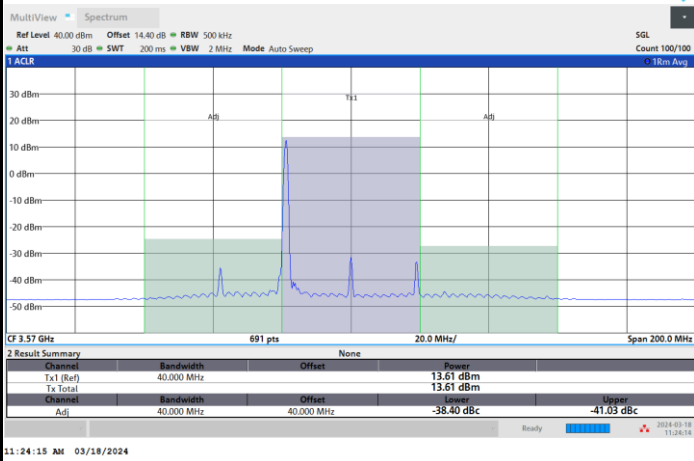 MultiView Spectrum
Ref Level 40.00 dBm Offset 14.40 dB RBW 500 kHz SGL
Att 30 dB SWT 200 ms VBW 2 MHz Mode Auto Sweep Count 100/100
1 ACLR 1Rm Avg
30 dBm
Tx1
20 dBm Adj Adj
10 dBm
0 dBm
-10 dBm
-20 dBm
-30 dBm
-40 dBm
-50 dBm
CF 3.57 GHz 691 pts 20.0 MHz/ Span 200.0 MHz
2 Result Summary None
Channel Bandwidth Offset Power
Tx1 (Ref) 40.000 MHz 13.61 dBm
Tx Total 13.61 dBm
Channel Bandwidth Offset Lower Upper
Adj 40.000 MHz 40.000 MHz -38.40 dBc -41.03 dBc
Ready 2024-03-18
11:24:14
11:24:15 AM 03/18/2024